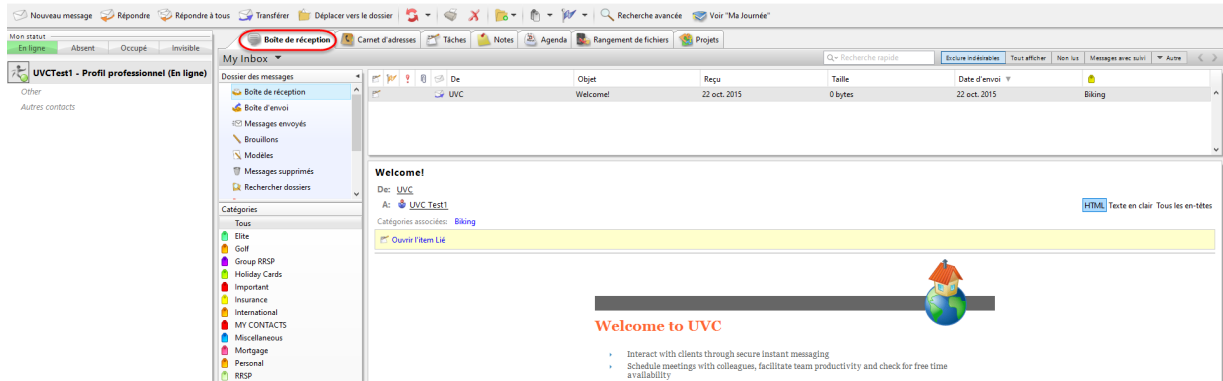 Nouveau message Répondre Répondre à tous Transférer Déplacer vers le dossier Recherche avancée Voir "Ma Journée"
Mon statut
En ligne Absent Occupé Invisible
UVCTest1 - Profil professionnel (En ligne)
Other
Autres contacts
Boîte de réception Carnet d'adresses Tâches Notes Agenda Rangement de fichiers Projets
My Inbox
Recherche rapide Exclure indésirables Tout afficher Non lus Messages avec suivi Autre
Dossier des messages
Boîte de réception
Boîte d'envoi
Messages envoyés
Brouillons
Modèles
Messages supprimés
Rechercher dossiers
Catégories
Tous
Elite
Golf
Group RRSP
Holiday Cards
Important
Insurance
International
MY CONTACTS
Miscellaneous
Mortgage
Personal
RRSP
De Objet Reçu Taille Date d'envoi
UVC Welcome! 22 oct. 2015 0 bytes 22 oct. 2015 Biking
Welcome!
De: UVC
A: UVC Test1
HTML Texte en clair Tous les en-têtes
Catégories associées: Biking
Ouvrir l'item Lié
Welcome to UVC
Interact with clients through secure instant messaging
Schedule meetings with colleagues, facilitate team productivity and check for free time
availability